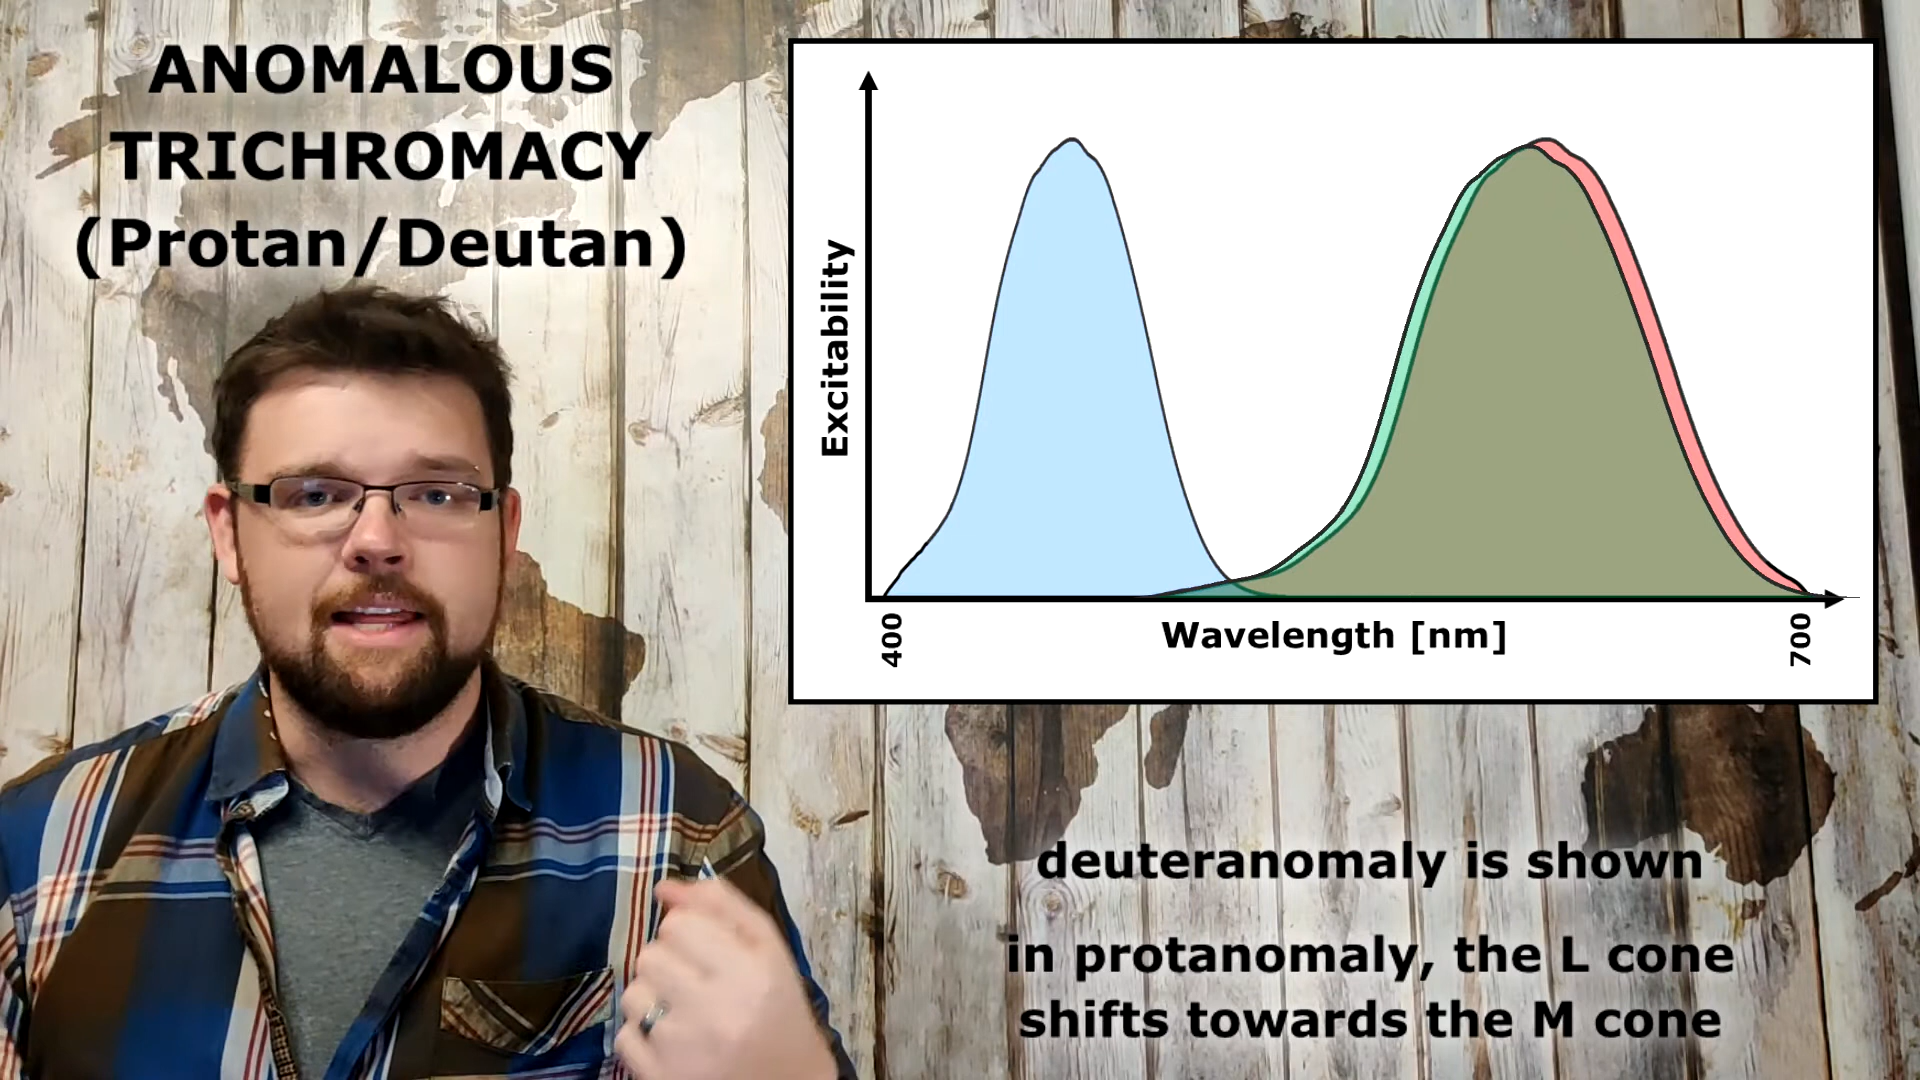 ANOMALOUS
TRICHROMACY
(Protan/Deutan)
Excitability
400
Wavelength [nm]
700
deuteranomaly is shown
in protanomaly, the L cone
shifts towards the M cone